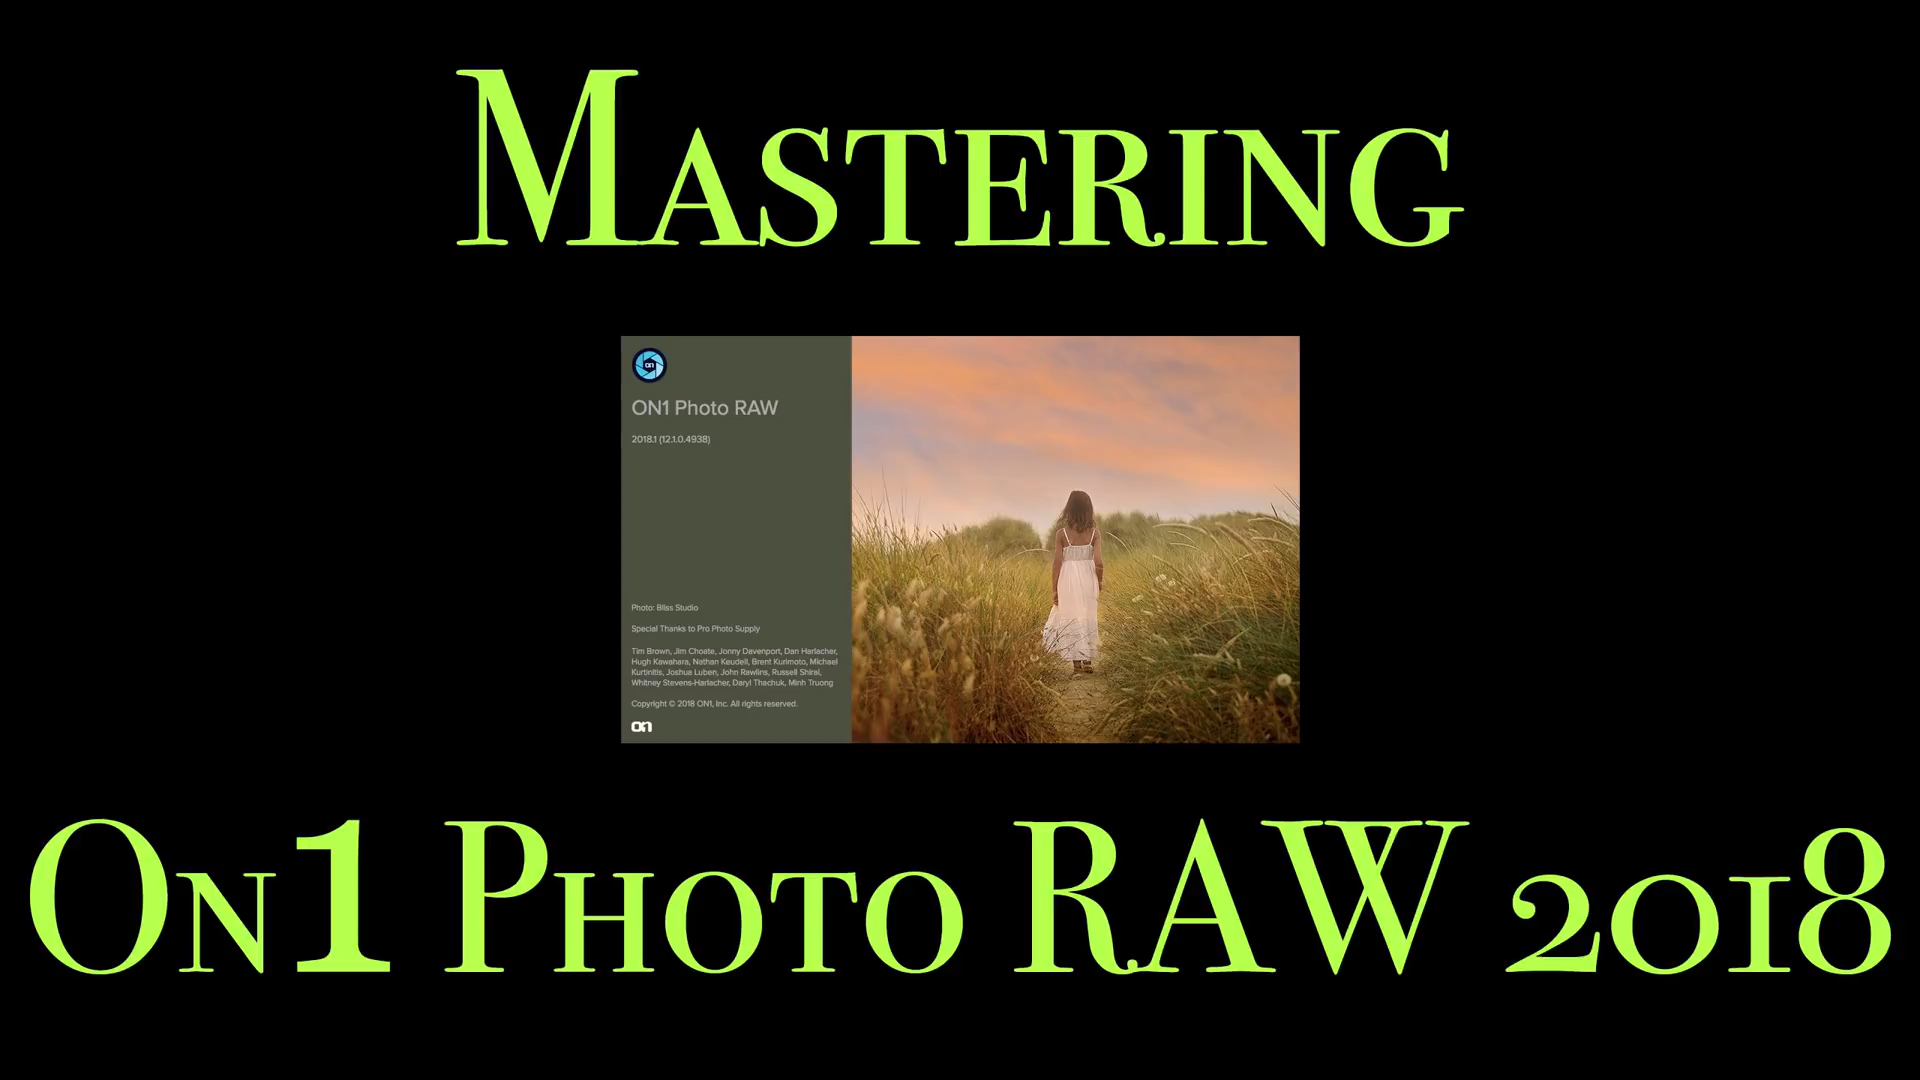 Mastering
on
ON1 Photo RAW
2018.1 (12.1.0.4938)
Photo: Bliss Studio
Special Thanks to Pro Photo Supply
Tim Brown, Jim Choate, Jonny Davenport, Dan Harlacher,
Hugh Kawahara, Nathan Keudell, Brent Kurimoto, Michael
Kurtinitis, Joshua Luben, John Rawlins, Russell Shirai,
Whitney Stevens-Harlacher, Daryl Thachuk, Minh Truong
Copyright © 2018 ON1, Inc. All rights reserved.
on1
On1 Photo RAW 2018